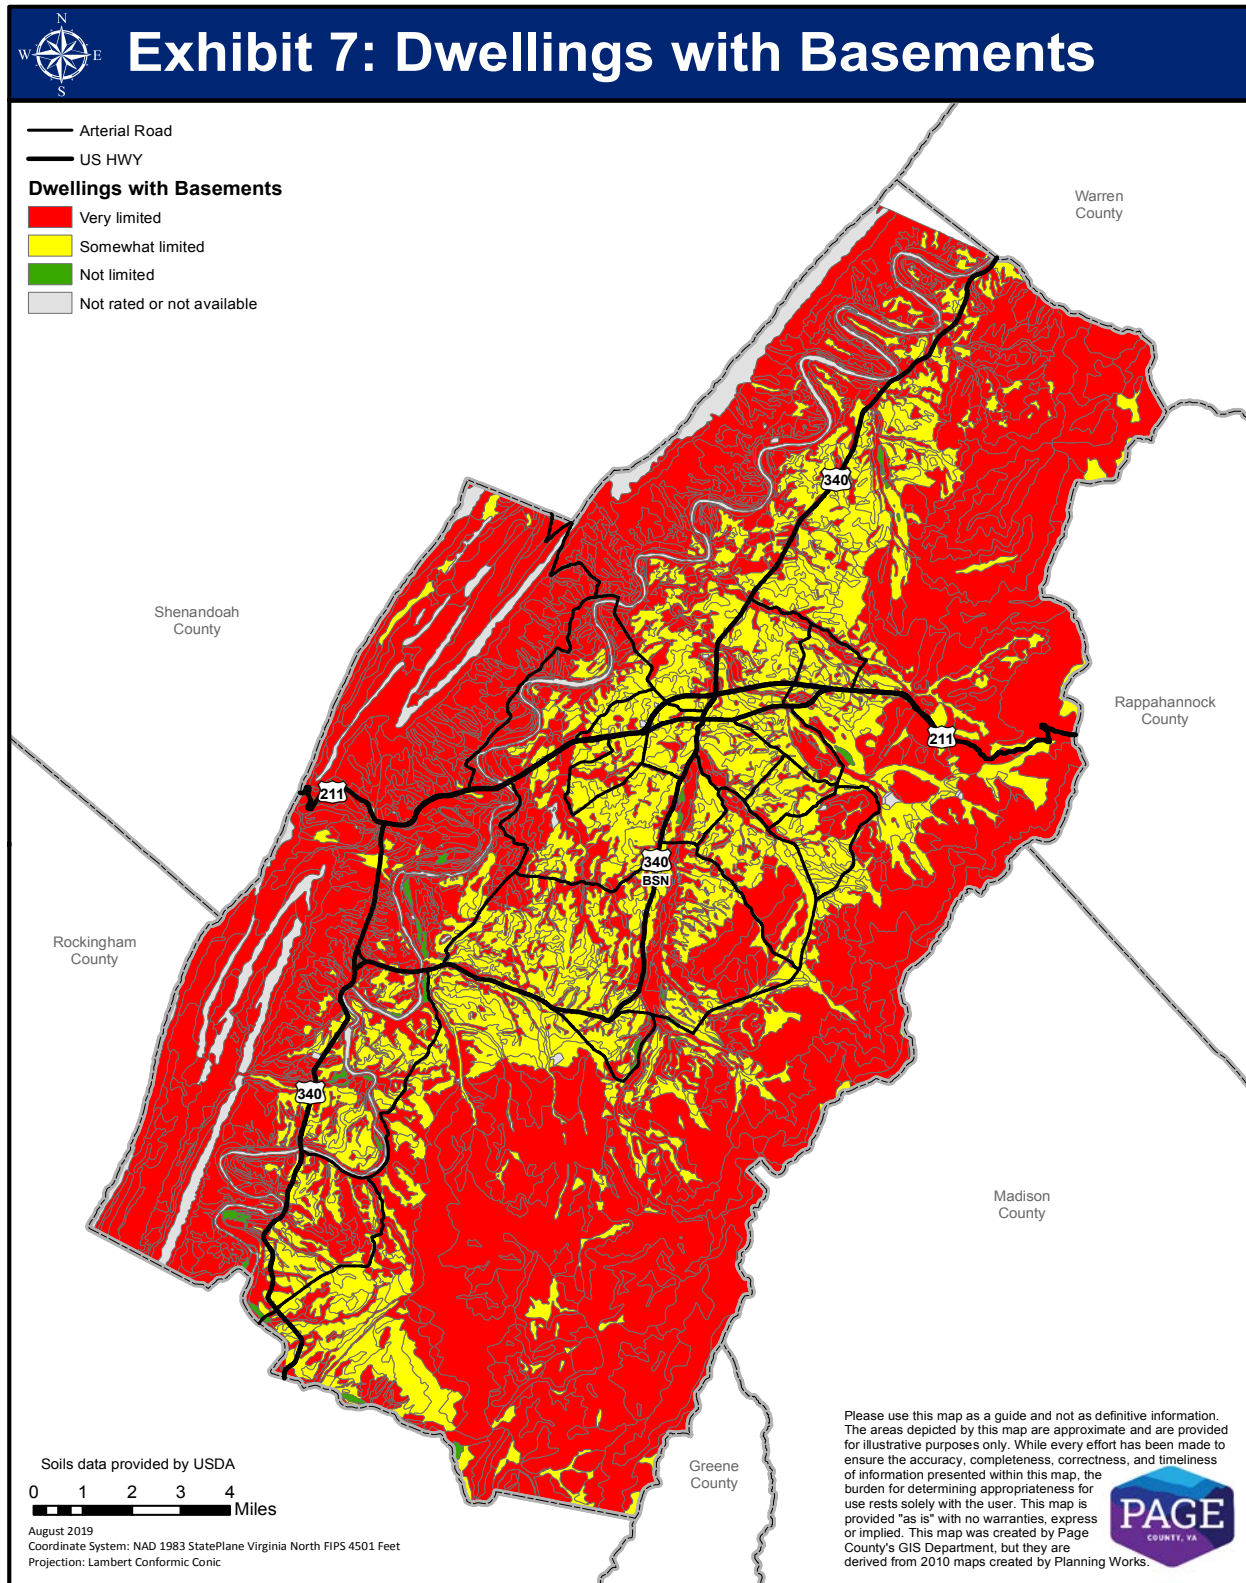 N
W E
S
Exhibit 7: Dwellings with Basements
Arterial Road
US HWY
Dwellings with Basements
Very limited
Somewhat limited
Not limited
Not rated or not available
Warren
County
340
Shenandoah
County
Rappahannock
County
211
211
340
BSN
Rockingham
County
340
Madison
County
Greene
County
Soils data provided by USDA
0 1 2 3 4
Miles
August 2019
Coordinate System: NAD 1983 StatePlane Virginia North FIPS 4501 Feet
Projection: Lambert Conformic Conic
Please use this map as a guide and not as definitive information.
The areas depicted by this map are approximate and are provided
for illustrative purposes only. While every effort has been made to
ensure the accuracy, completeness, correctness, and timeliness
of information presented within this map, the
burden for determining appropriateness for
use rests solely with the user. This map is
provided "as is" with no warranties, express
or implied. This map was created by Page
County's GIS Department, but they are
derived from 2010 maps created by Planning Works.
PAGE
COUNTY, VA